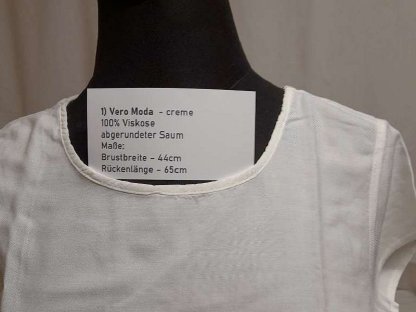 1) Vero Moda - creme
100% Viskose
abgerundeter Saum
Maße:
Brustbreite - 44cm
Rückenlänge - 65cm